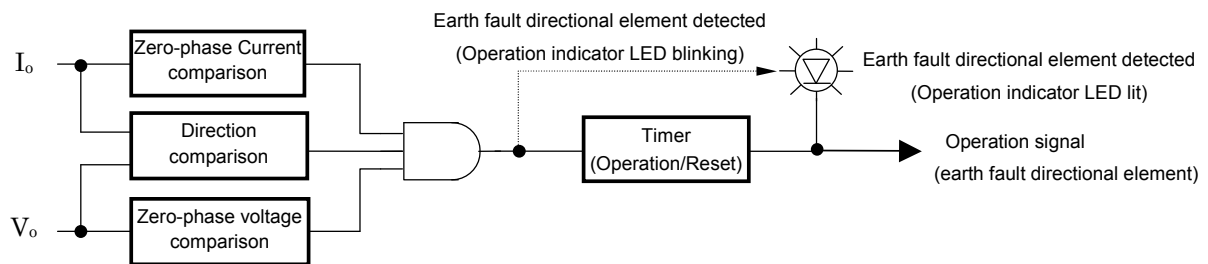 Earth fault directional element detected
(Operation indicator LED blinking)
Io
Zero-phase Current
comparison
Earth fault directional element detected
(Operation indicator LED lit)
Direction
comparison
Timer
(Operation/Reset)
Operation signal
(earth fault directional element)
Vo
Zero-phase voltage
comparison